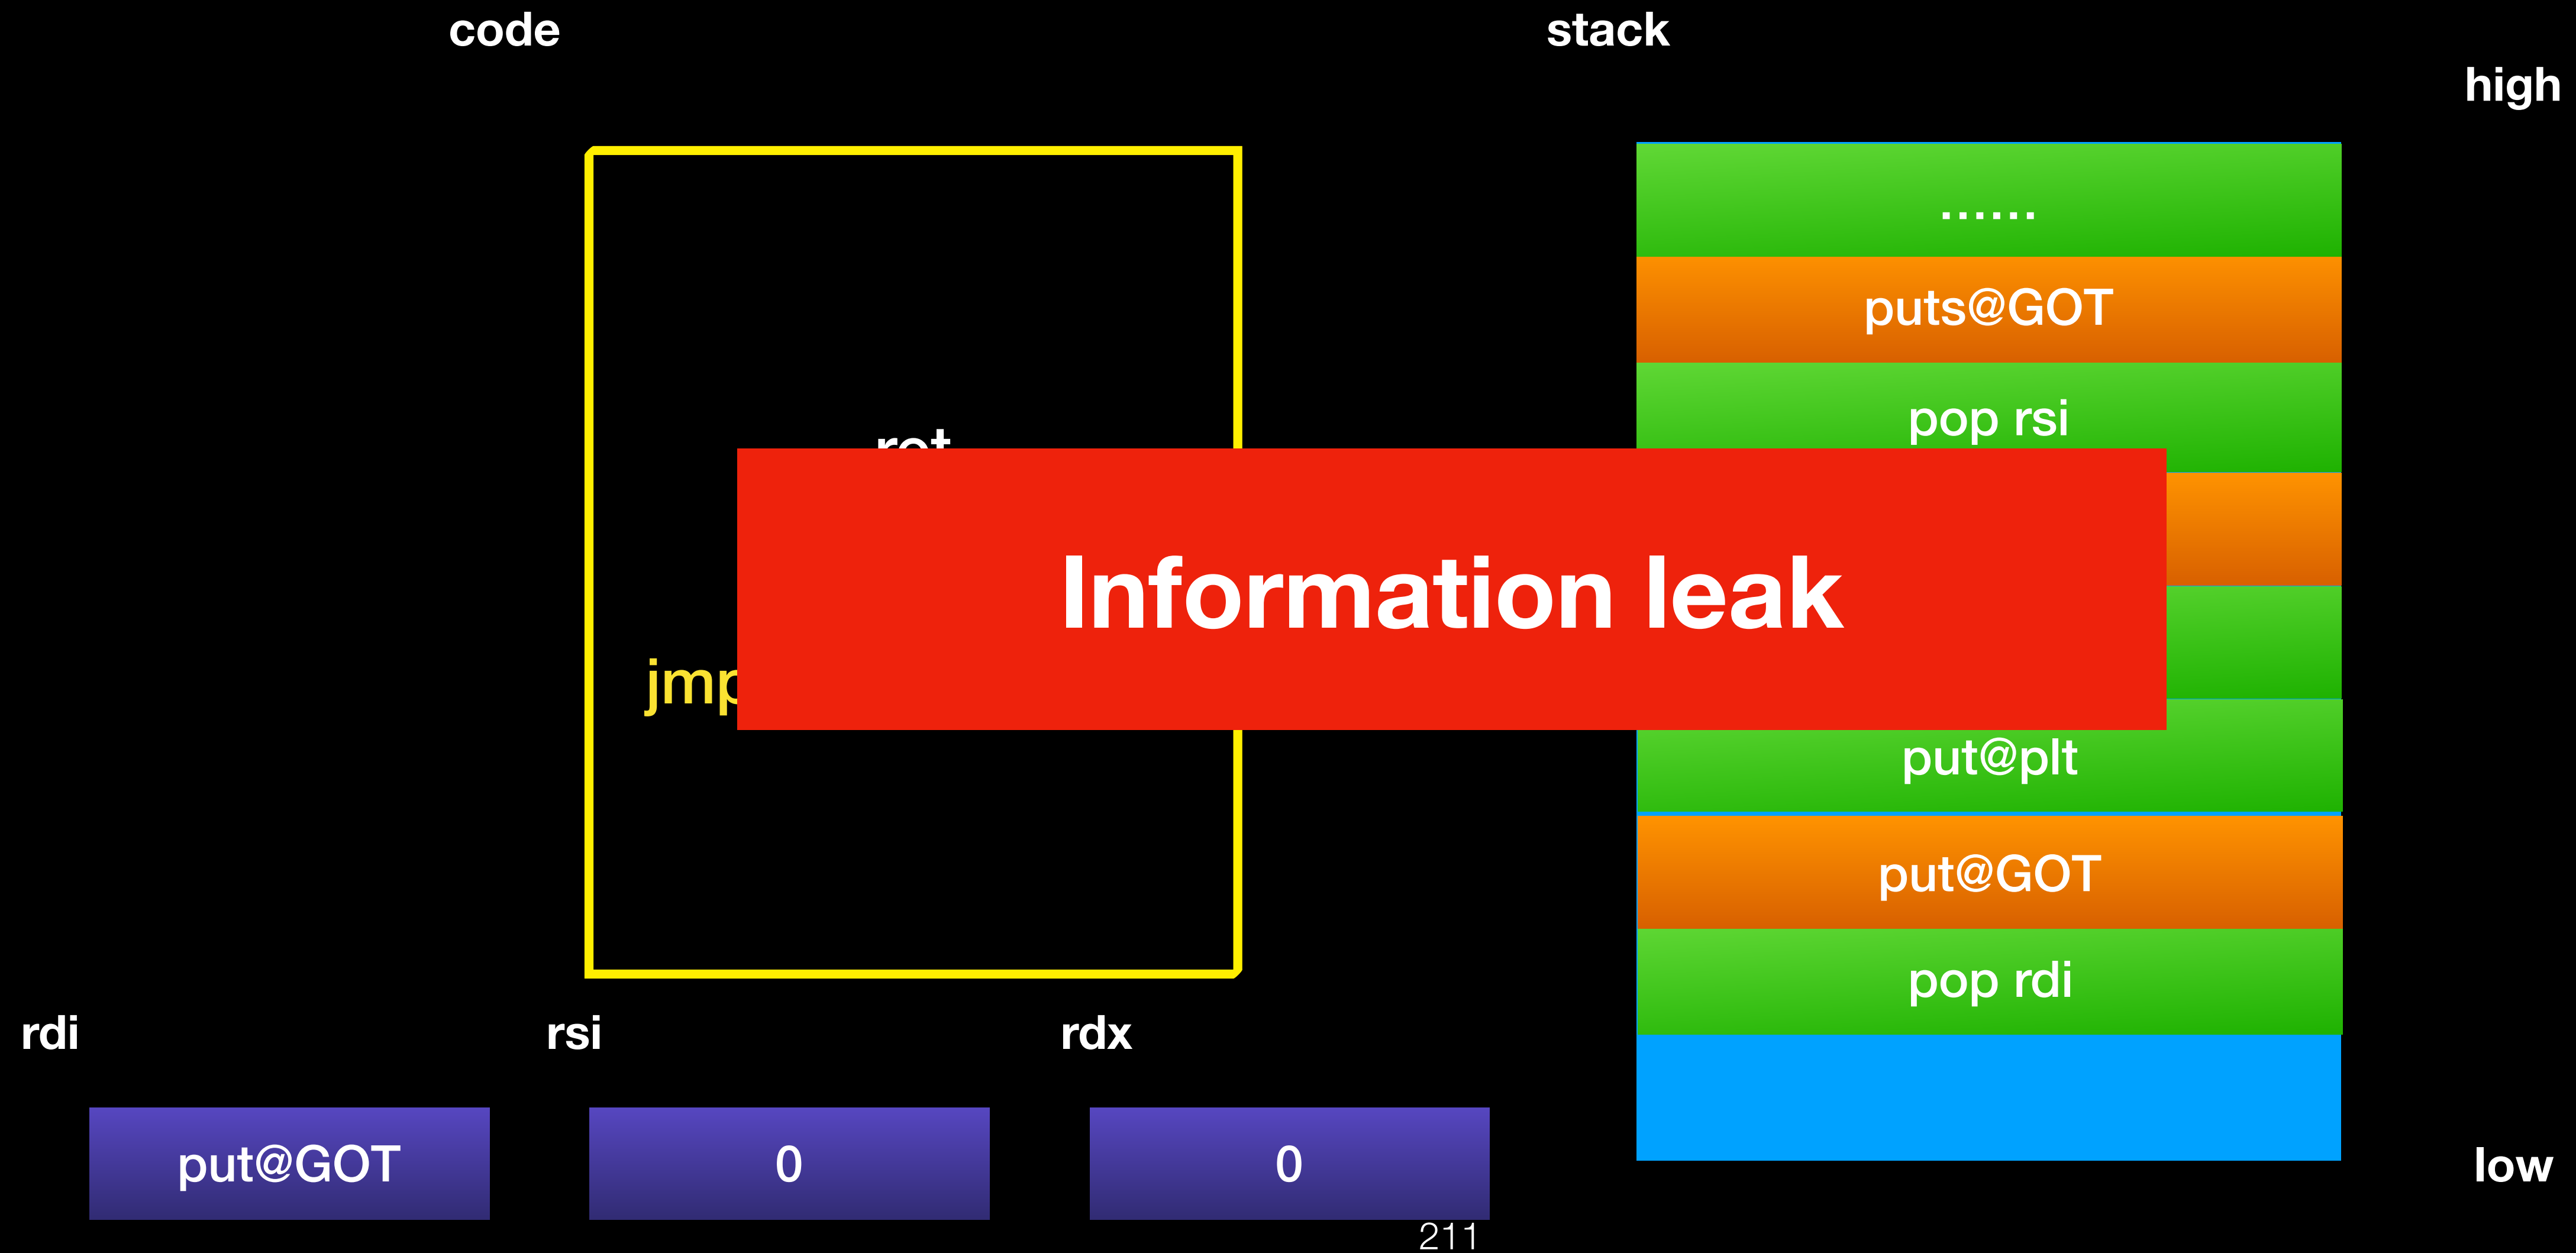 code
stack
high
......
puts@GOT
pop rsi
Information leak
put@plt
put@GOT
pop rdi
rdi
rsi
rdx
put@GOT
0
0
low
211